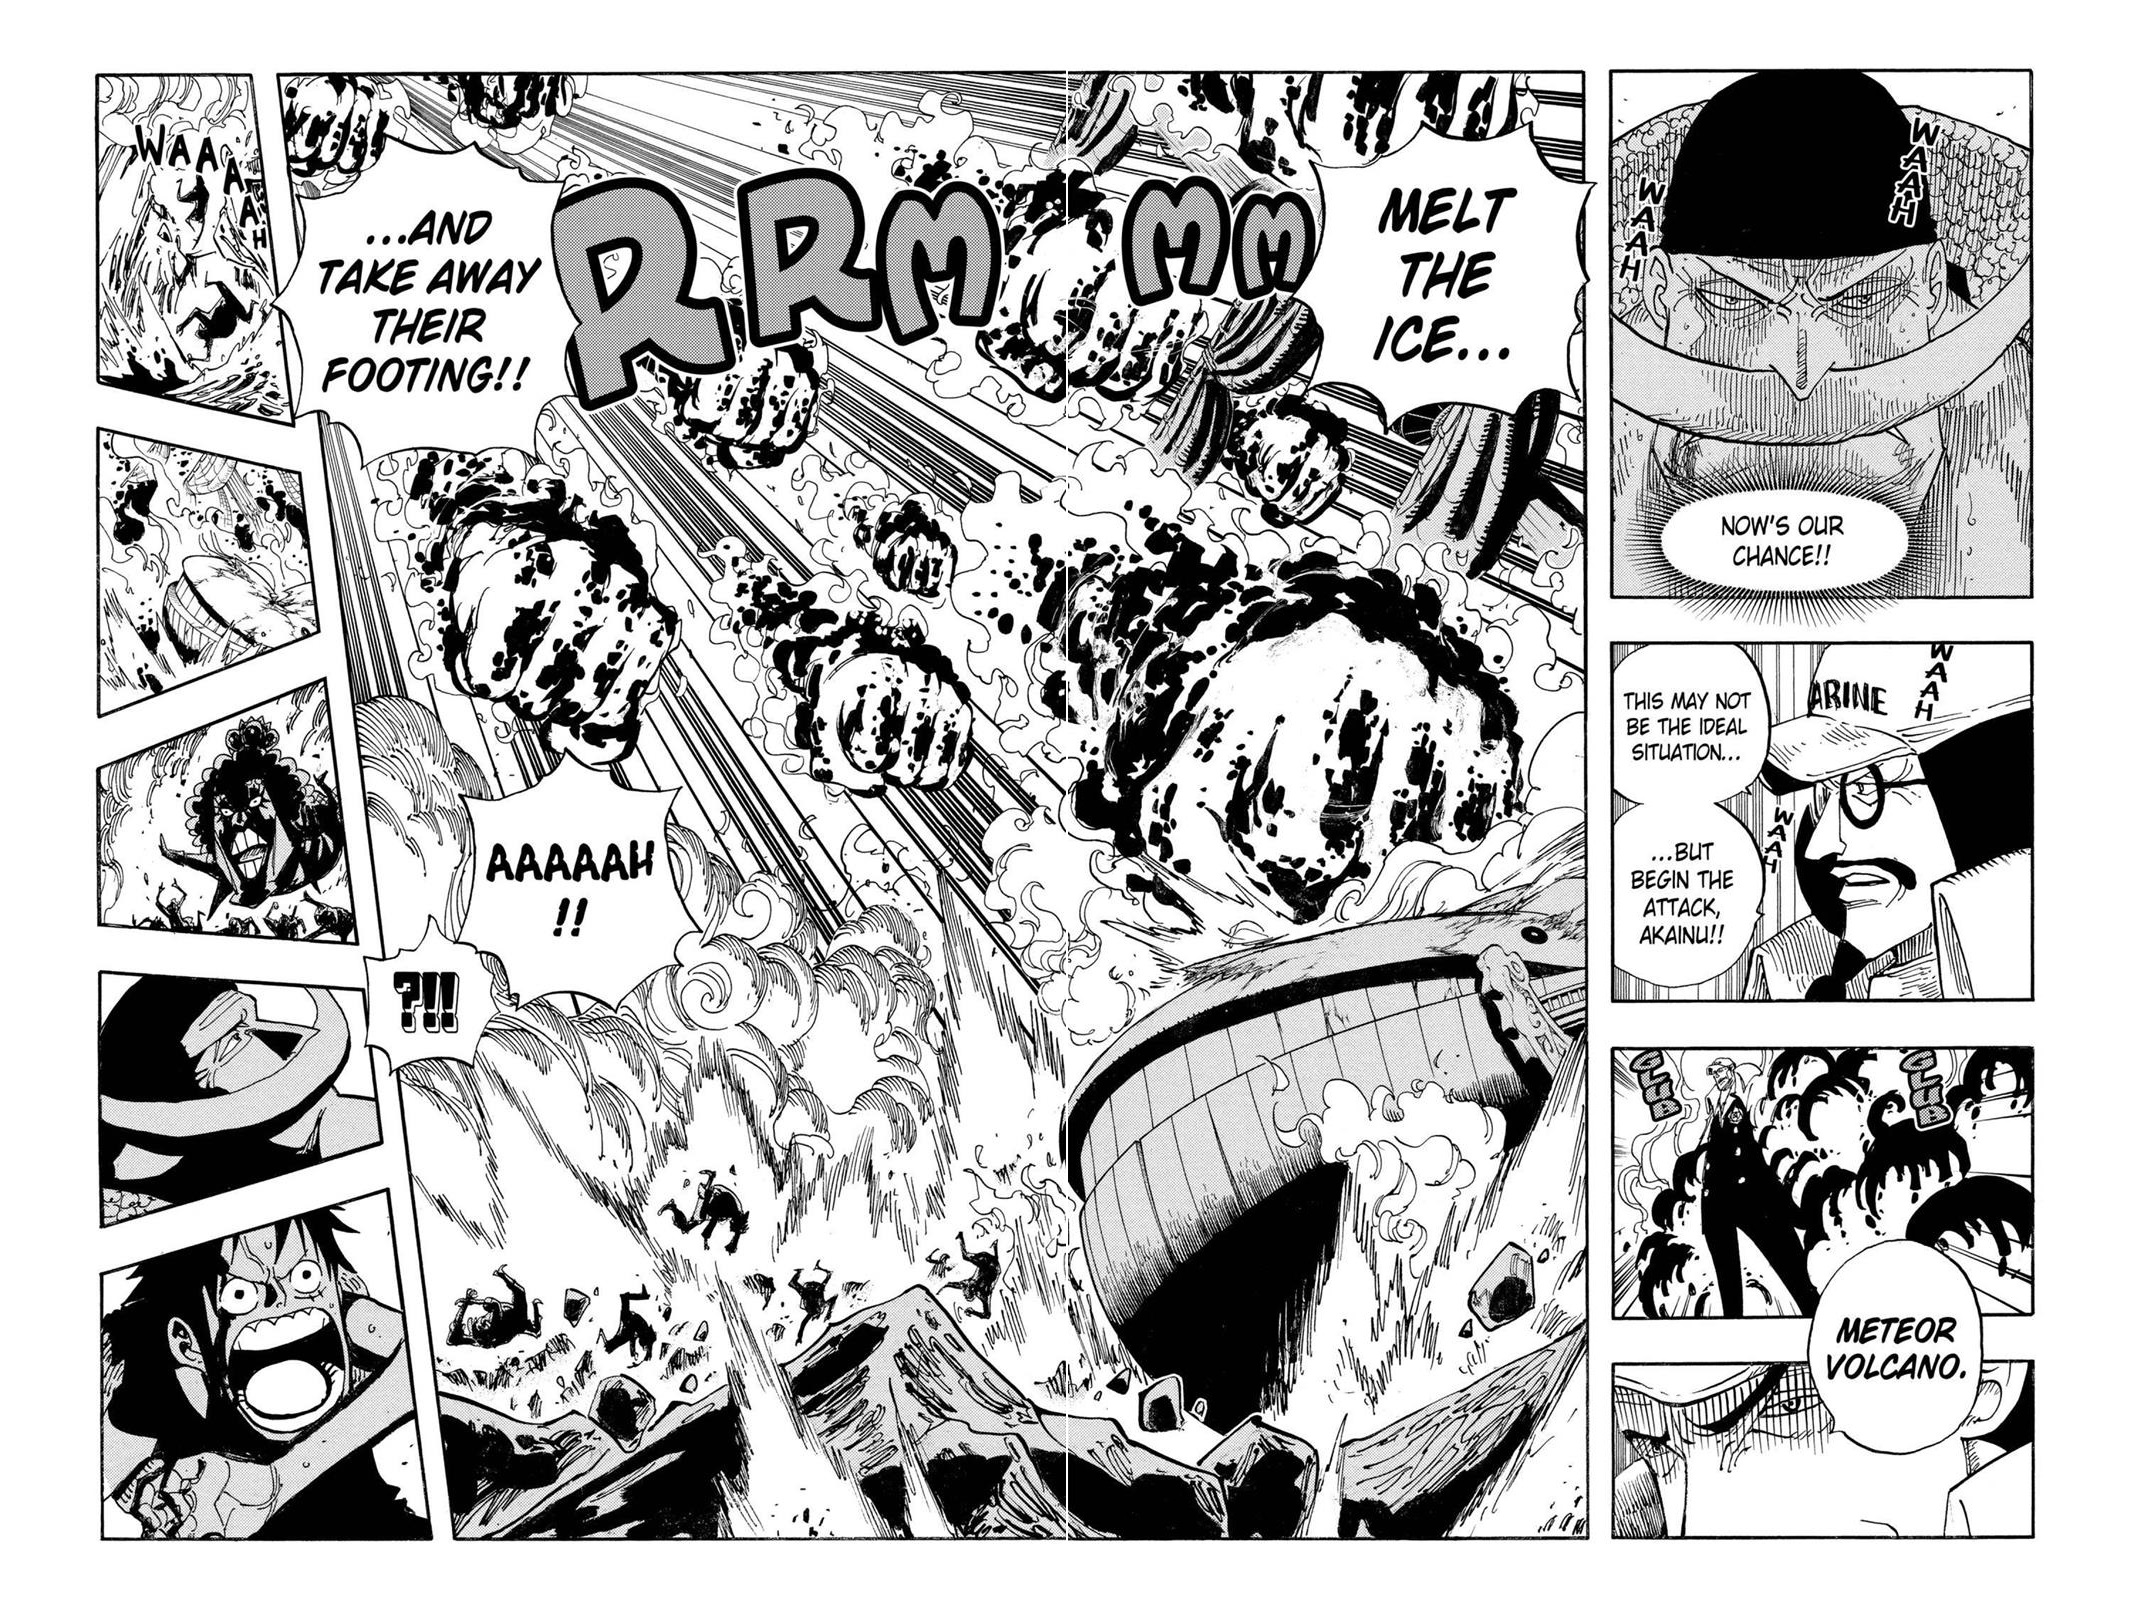 WAAH
WAAH
NOW'S OUR
CHANCE!!
WAAH
ARINE
THIS MAY NOT
BE THE IDEAL
SITUATION...
WAAH
...BUT
BEGIN THE
ATTACK,
AKAINU!!
GLUB
GLUB
METEOR
VOLCANO.
MELT
THE
ICE...
RRMMM
...AND
TAKE AWAY
THEIR
FOOTING!!
AAAAAH
!!
WAAAAAH
?!!